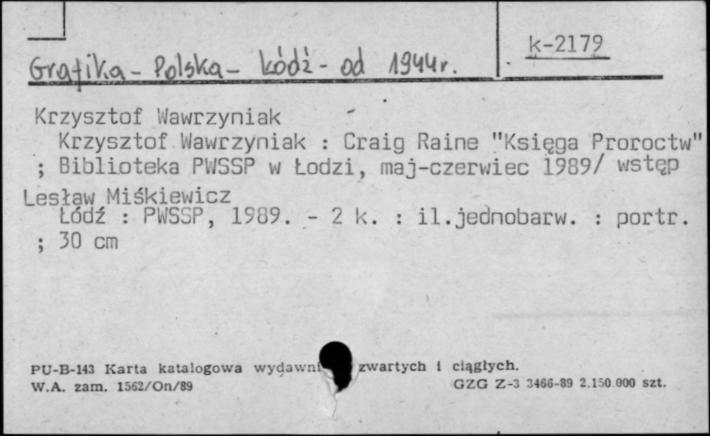 k-2179
Grafika - Polska - Łódź - od 1944r.
Krzysztof Wawrzyniak
Krzysztof Wawrzyniak : Craig Raine "Księga Proroctw"
; Biblioteka PWSSP w Łodzi, maj-czerwiec 1989/ wstęp
Lesław Miśkiewicz
Łódź : PWSSP, 1989. - 2 k. : il.jednobarw. : portr.
; 30 cm
PU-B-143 Karta katalogowa wydawni zwartych i ciągłych.
W.A. zam. 1562/On/89 GZG Z-3 3466-89 2.150.000 szt.